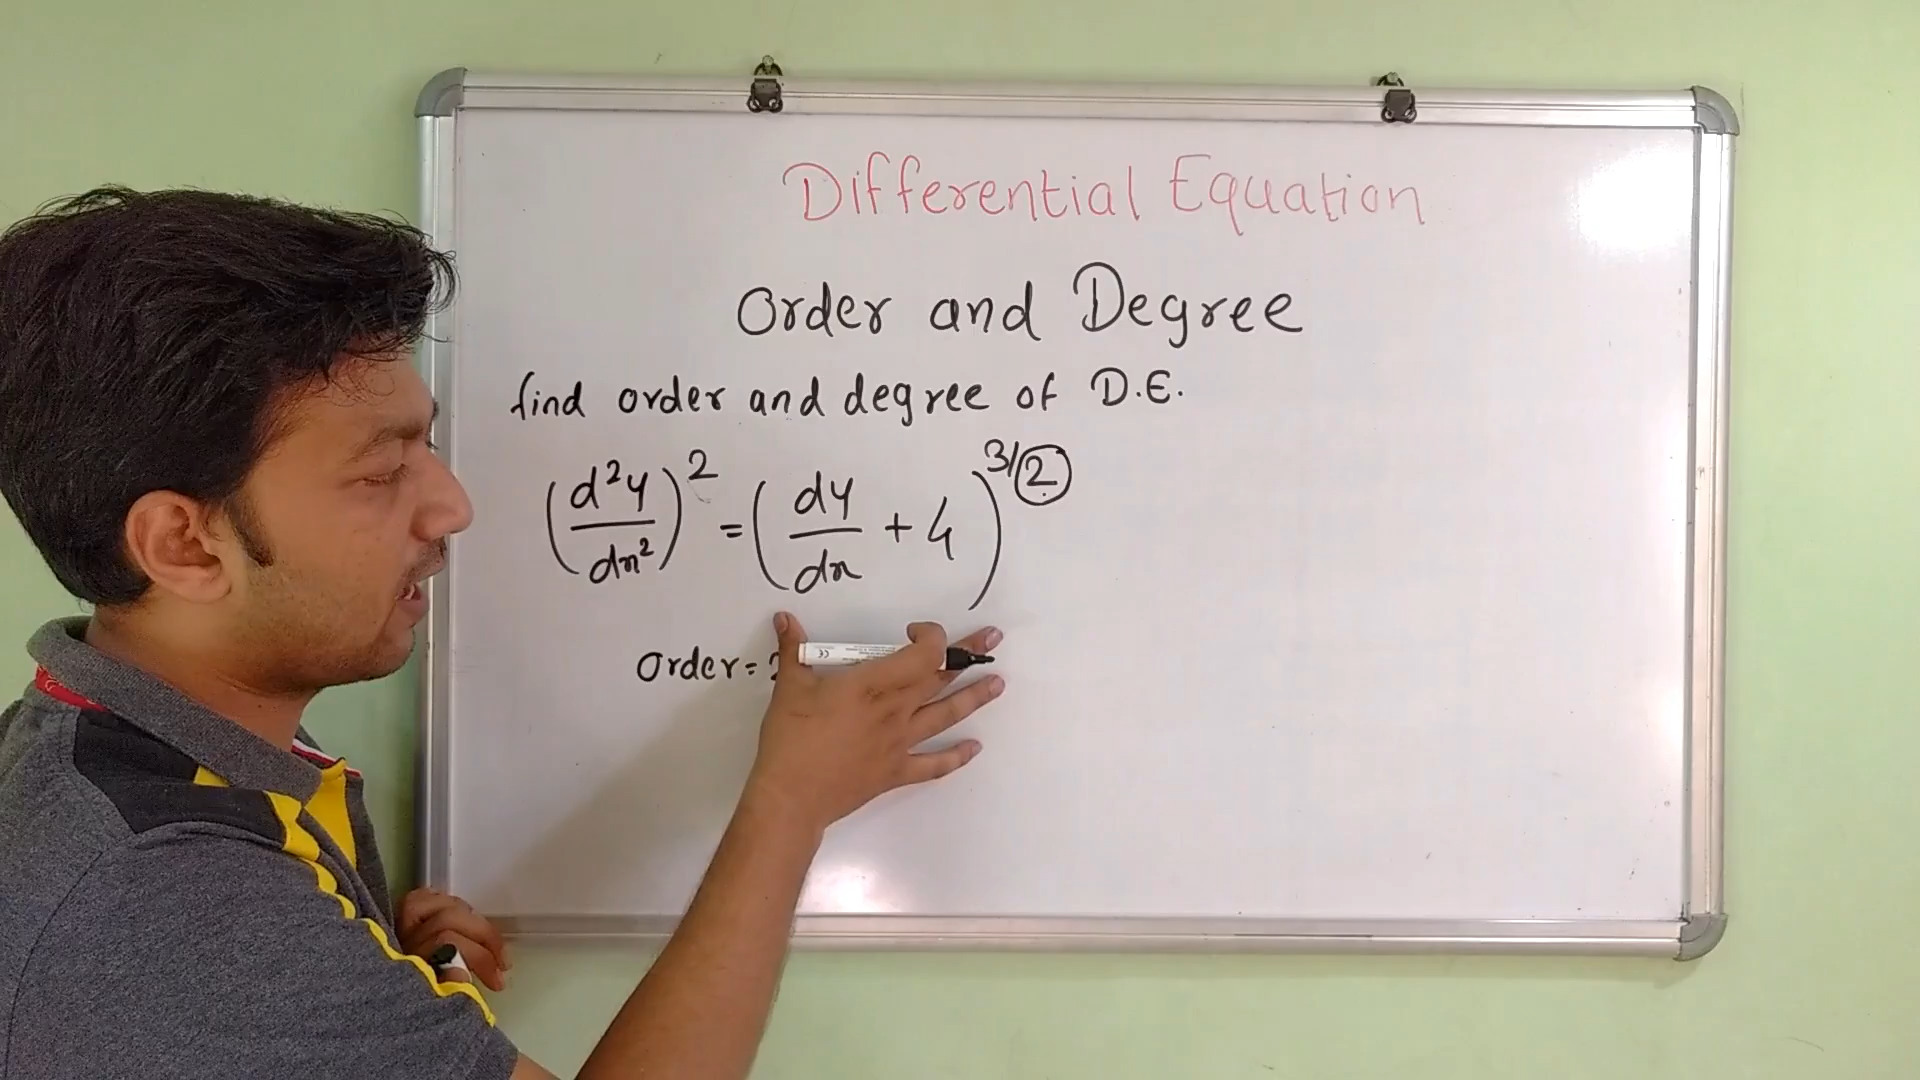 Differential Equation
Order and Degree
find order and degree of D.E.
(d²y/dx²)² = (dy/dx + 4)^3/2
Order =